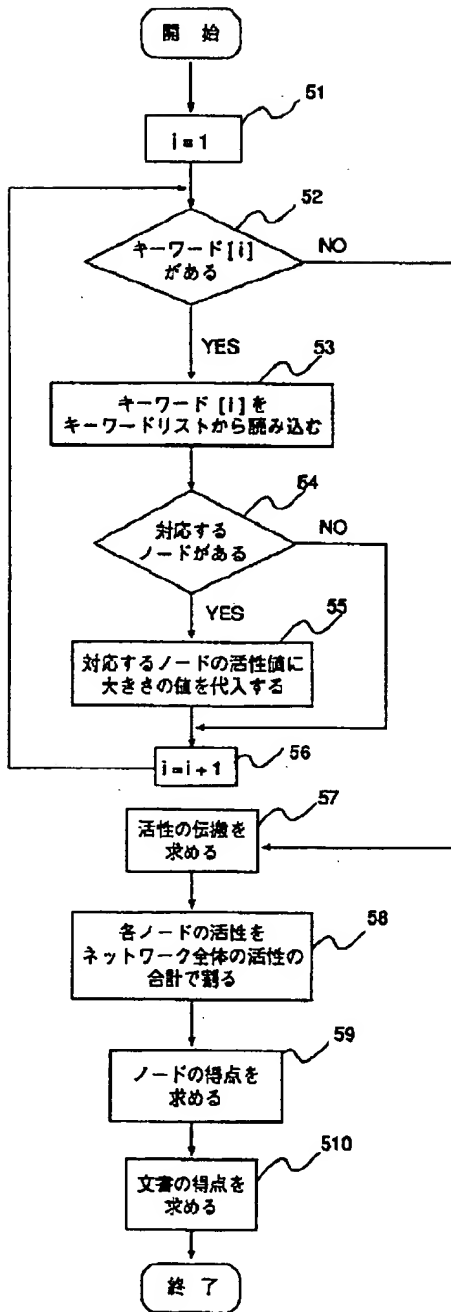 開 始
51
i = 1
52
キーワード [i]
がある
NO
YES
53
キーワード [i] を
キーワードリストから読み込む
54
対応する
ノードがある
NO
YES
55
対応するノードの活性値に
大きさの値を代入する
56
i = i + 1
57
活性の伝搬を
求める
58
各ノードの活性を
ネットワーク全体の活性の
合計で割る
59
ノードの得点を
求める
510
文書の得点を
求める
終 了